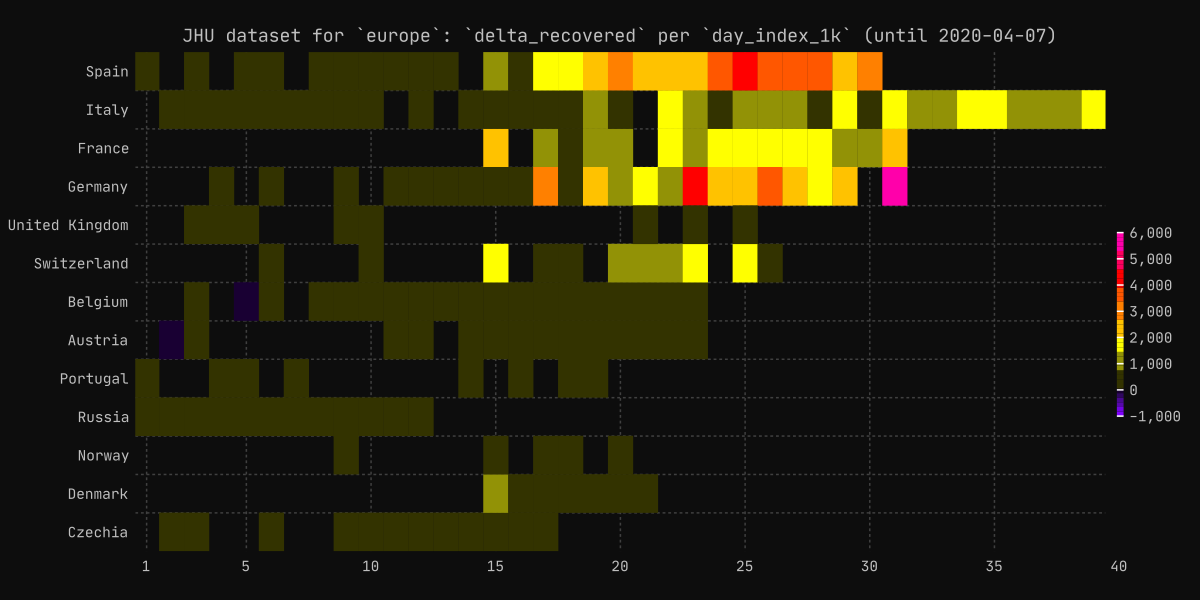 JHU dataset for `europe`: `delta_recovered` per `day_index_1k` (until 2020-04-07)
Spain
Italy
France
Germany
United Kingdom
Switzerland
Belgium
Austria
Portugal
Russia
Norway
Denmark
Czechia
1 5 10 15 20 25 30 35 40
6,000
5,000
4,000
3,000
2,000
1,000
0
−1,000